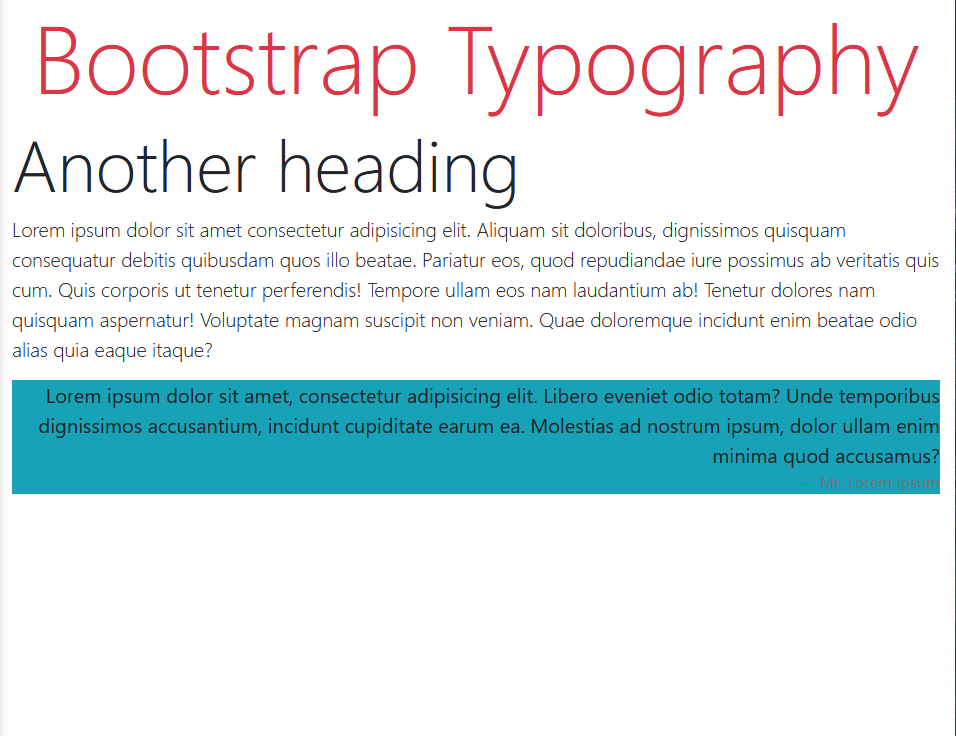 Bootstrap Typography
Another heading
Lorem ipsum dolor sit amet consectetur adipisicing elit. Aliquam sit doloribus, dignissimos quisquam
consequatur debitis quibusdam quos illo beatae. Pariatur eos, quod repudiandae iure possimus ab veritatis quis
cum. Quis corporis ut tenetur perferendis! Tempore ullam eos nam laudantium ab! Tenetur dolores nam
quisquam aspernatur! Voluptate magnam suscipit non veniam. Quae doloremque incidunt enim beatae odio
alias quia eaque itaque?
Lorem ipsum dolor sit amet, consectetur adipisicing elit. Libero eveniet odio totam? Unde temporibus
dignissimos accusantium, incidunt cupiditate earum ea. Molestias ad nostrum ipsum, dolor ullam enim
minima quod accusamus?
— Mr. Lorem Ipsum